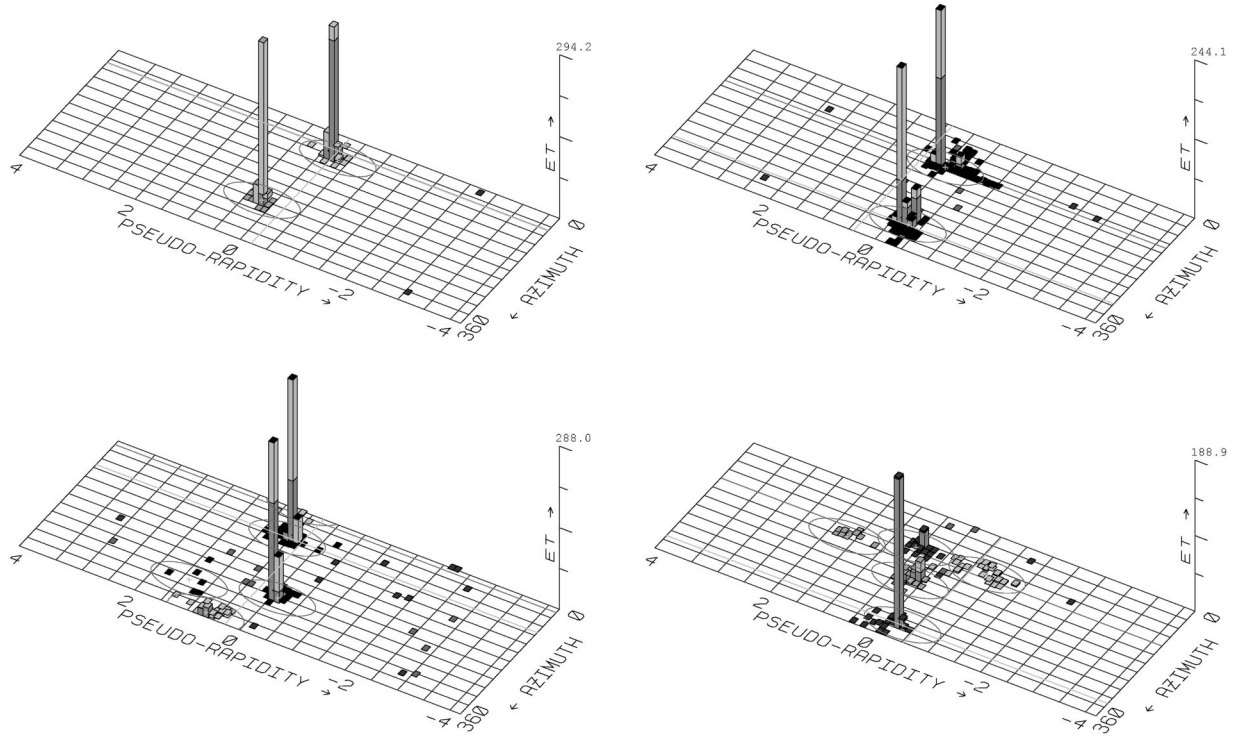 294.2
ET →
4
2
0
-2
-4
PSEUDO-RAPIDITY →
360
0
← AZIMUTH
244.1
ET →
4
2
0
-2
-4
PSEUDO-RAPIDITY →
360
0
← AZIMUTH
288.0
ET →
4
2
0
-2
-4
PSEUDO-RAPIDITY →
360
0
← AZIMUTH
188.9
ET →
4
2
0
-2
-4
PSEUDO-RAPIDITY →
360
0
← AZIMUTH